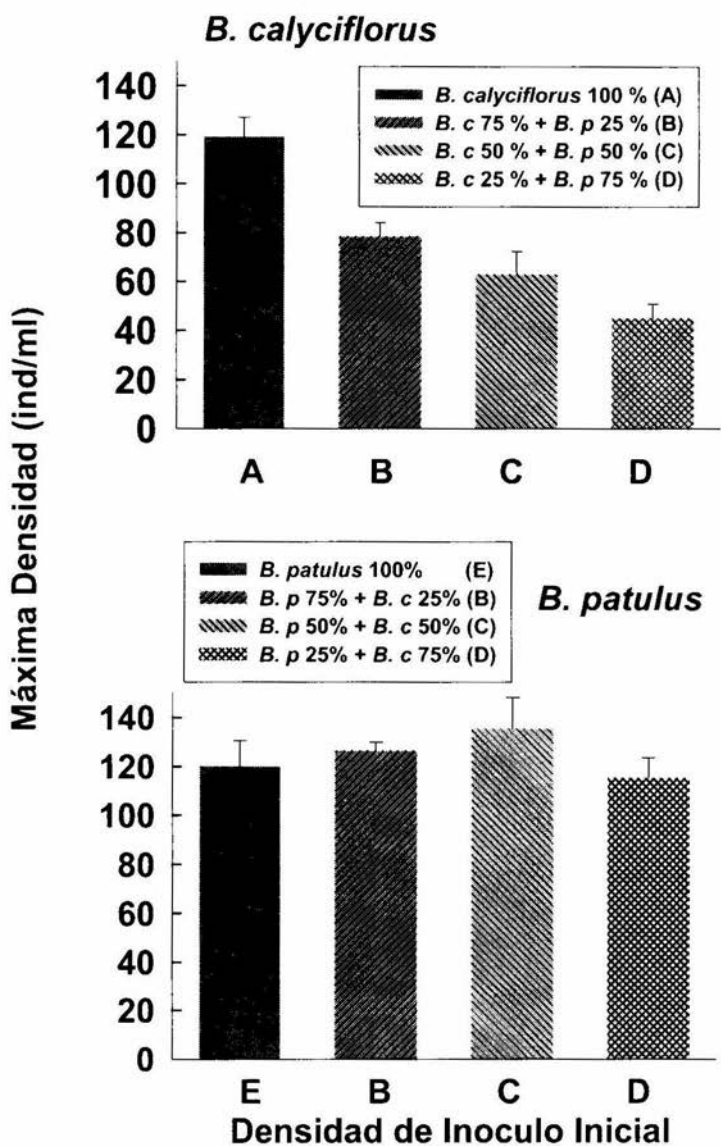 B. calyciflorus
140
120
100
80
60
40
20
0
B. calyciflorus 100 % (A)
B. c 75 % + B. p 25 % (B)
B. c 50 % + B. p 50 % (C)
B. c 25 % + B. p 75 % (D)
A B C D
Máxima Densidad (ind/ml)
B. patulus 100% (E)
B. p 75% + B. c 25% (B)
B. p 50% + B. c 50% (C)
B. p 25% + B. c 75% (D)
B. patulus
140
120
100
80
60
40
20
0
E B C D
Densidad de Inoculo Inicial